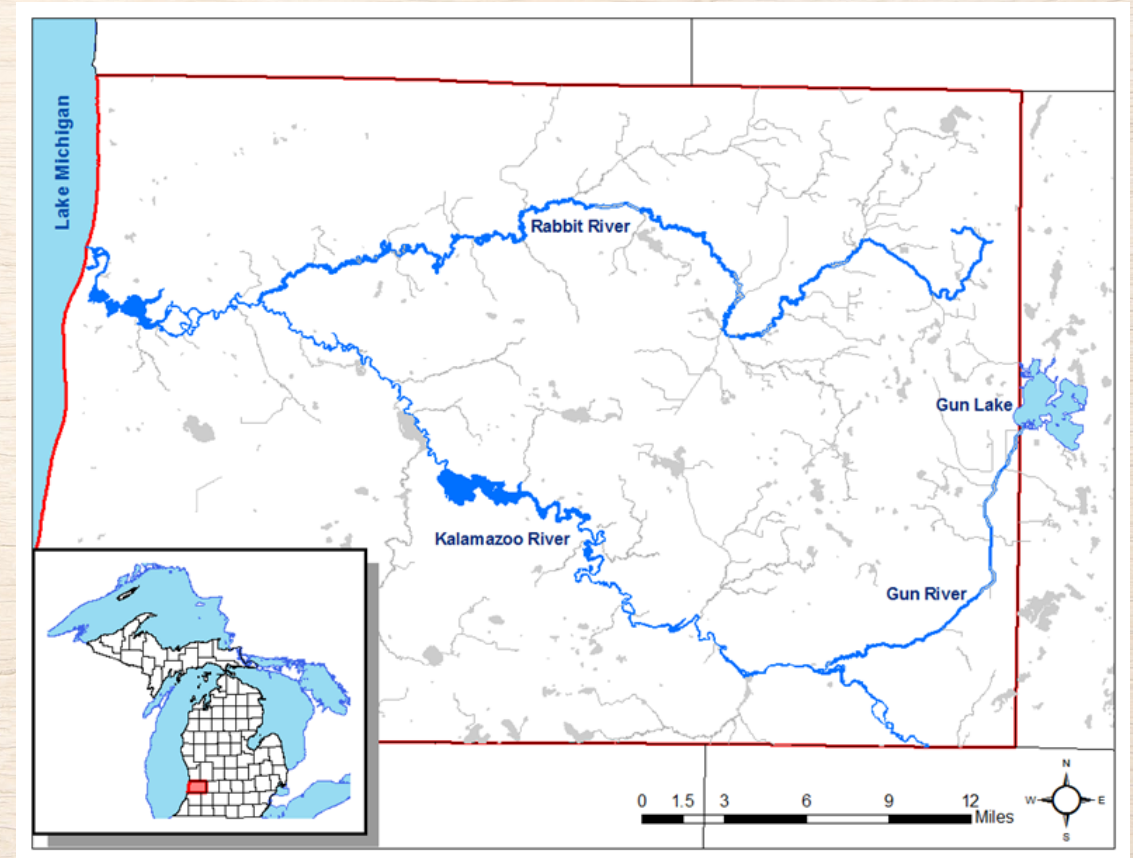 Lake Michigan
Rabbit River
Gun Lake
Kalamazoo River
Gun River
0 1.5 3 6 9 12
Miles
N
W E
S